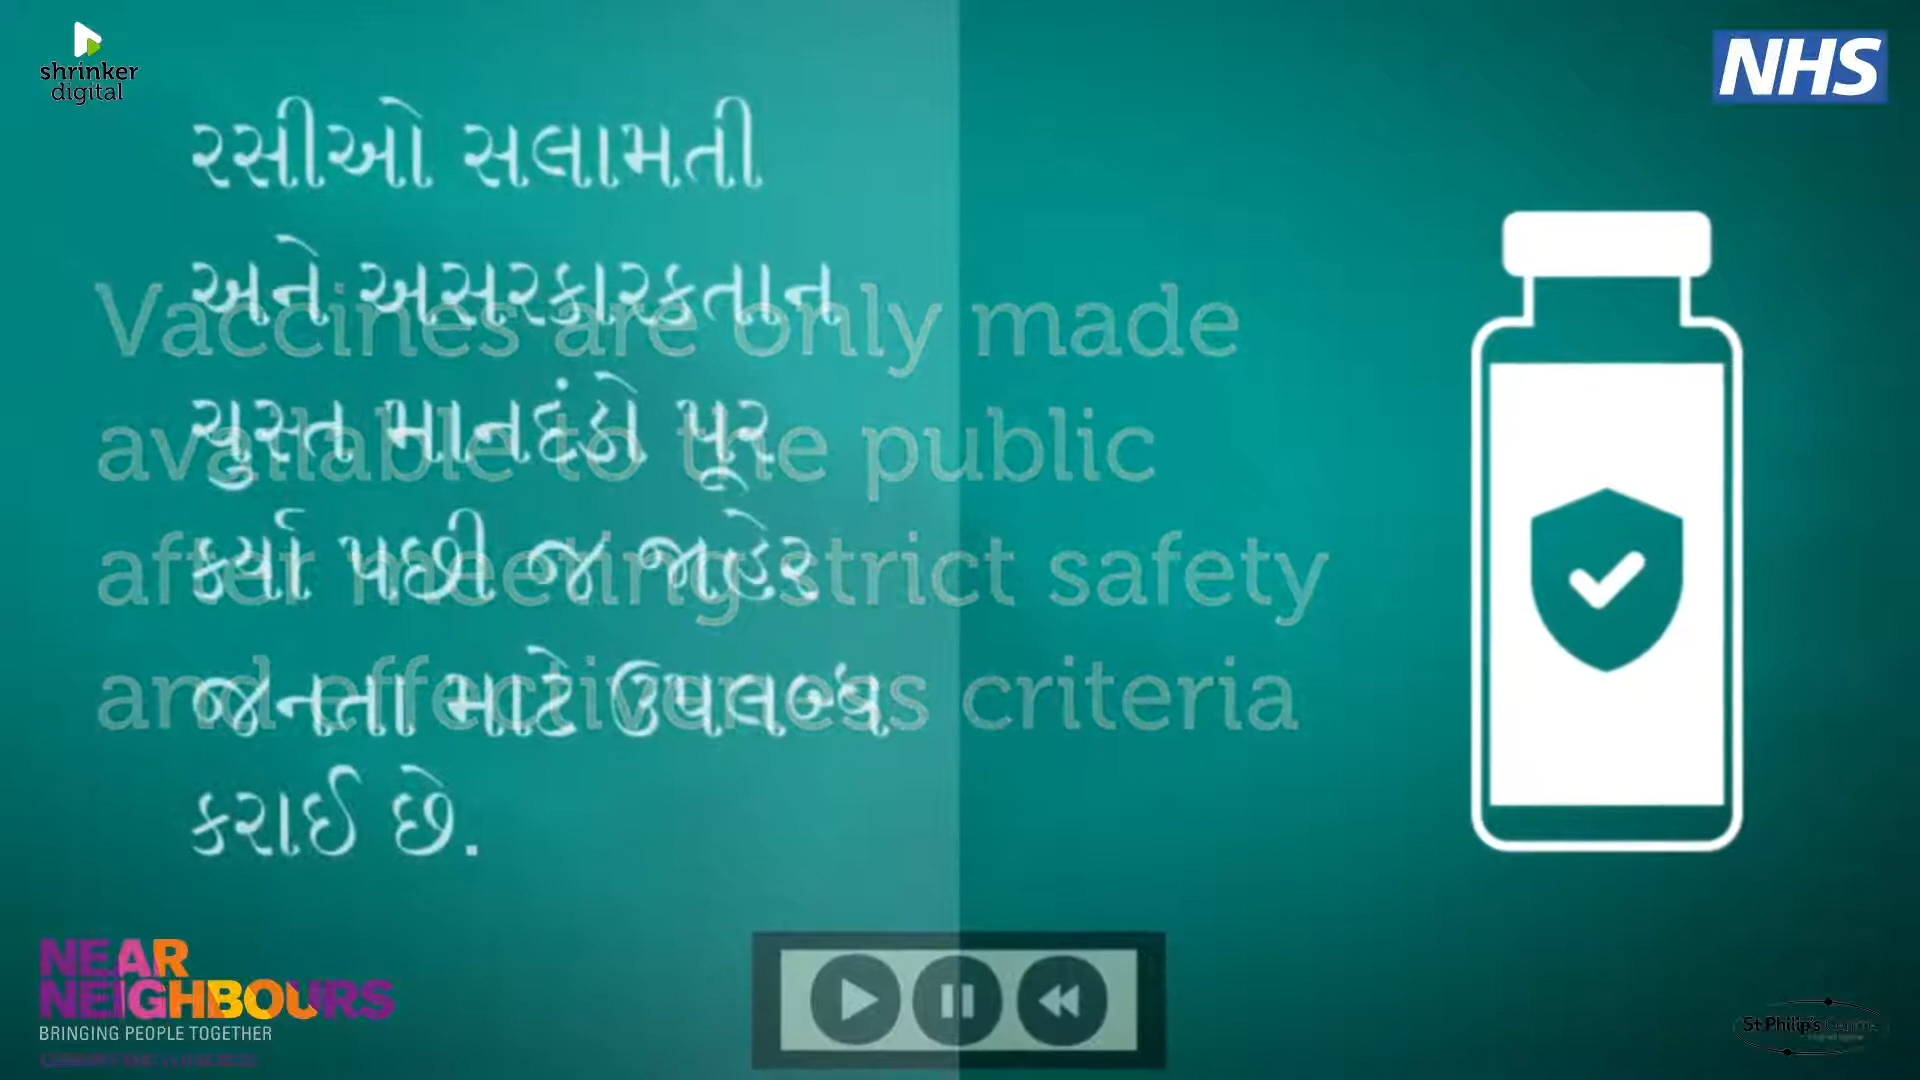 shrinker
digital
NHS
રસીઓ સલામતી
અને અસરકારકતાન
ચુસ્ત માનદંડો પૂર
કર્યા પછી જ જાહેર
જનતા માટે ઉપલબ્ધ
કરાઈ છે.
Vaccines are only made
available to the public
after meeting strict safety
and effectiveness criteria
NEAR
NEIGHBOURS
BRINGING PEOPLE TOGETHER
St Philip's Centre